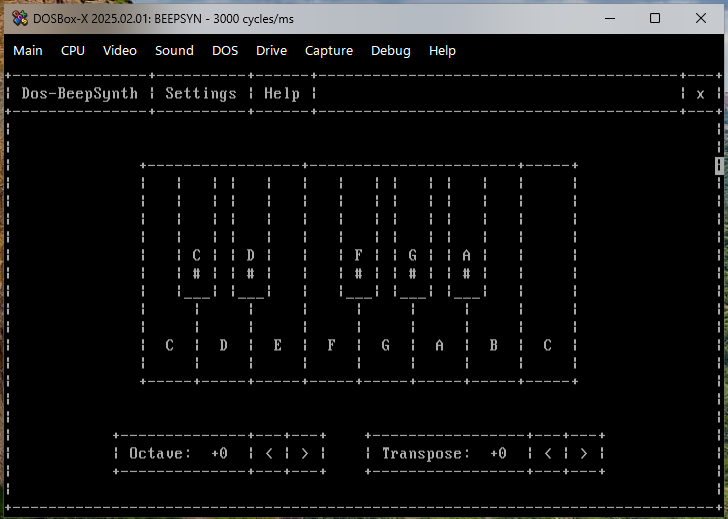 DOSBox-X 2025.02.01: BEEPSYN - 3000 cycles/ms
Main CPU Video Sound DOS Drive Capture Debug Help
Dos-BeepSynth Settings Help x
C D F G A
# # # # #
C D E F G A B C
Octave: +0 < > Transpose: +0 < >